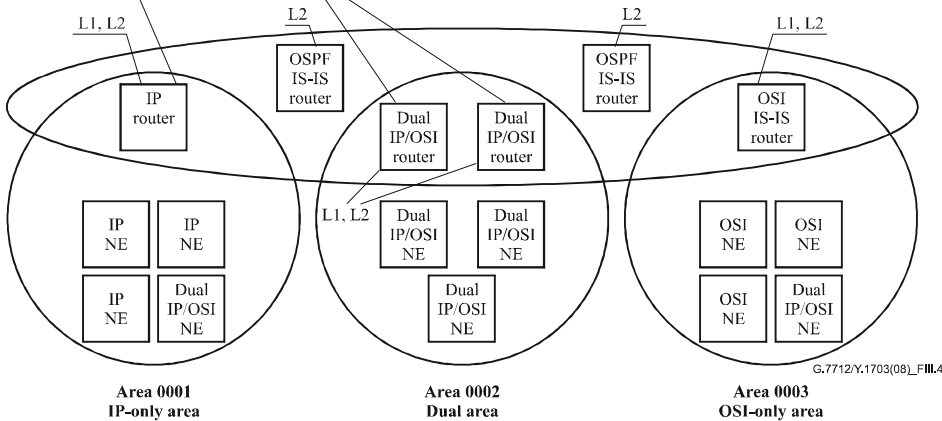 L1, L2
L2
L2
L1, L2
IP
router
OSPF
IS-IS
router
OSPF
IS-IS
router
OSI
IS-IS
router
Dual
IP/OSI
router
Dual
IP/OSI
router
L1, L2
IP
NE
IP
NE
IP
NE
Dual
IP/OSI
NE
Dual
IP/OSI
NE
Dual
IP/OSI
NE
Dual
IP/OSI
NE
OSI
NE
OSI
NE
OSI
NE
Dual
IP/OSI
NE
G.7712/Y.1703(08)_FIII.4
Area 0001
IP-only area
Area 0002
Dual area
Area 0003
OSI-only area